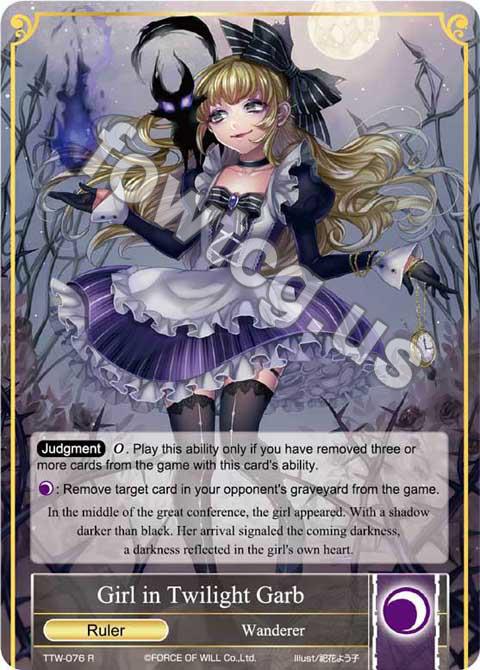 fowtcg.us
Judgment O. Play this ability only if you have removed three or
more cards from the game with this card's ability.
: Remove target card in your opponent's graveyard from the game.
In the middle of the great conference, the girl appeared. With a shadow
darker than black. Her arrival signaled the coming darkness,
a darkness reflected in the girl's own heart.
Girl in Twilight Garb
Ruler Wanderer
TTW-076 R ©FORCE OF WILL Co.,Ltd. Illust/紀花よう子